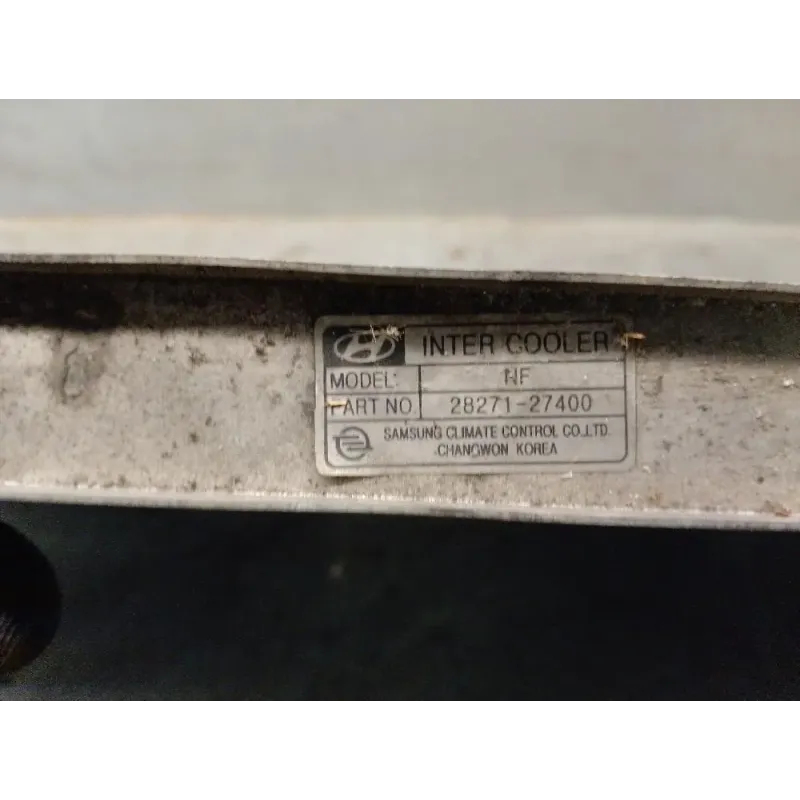 INTER COOLER
MODEL: NF
PART NO. 28271-27400
SAMSUNG CLIMATE CONTROL CO.,LTD.
CHANGWON KOREA